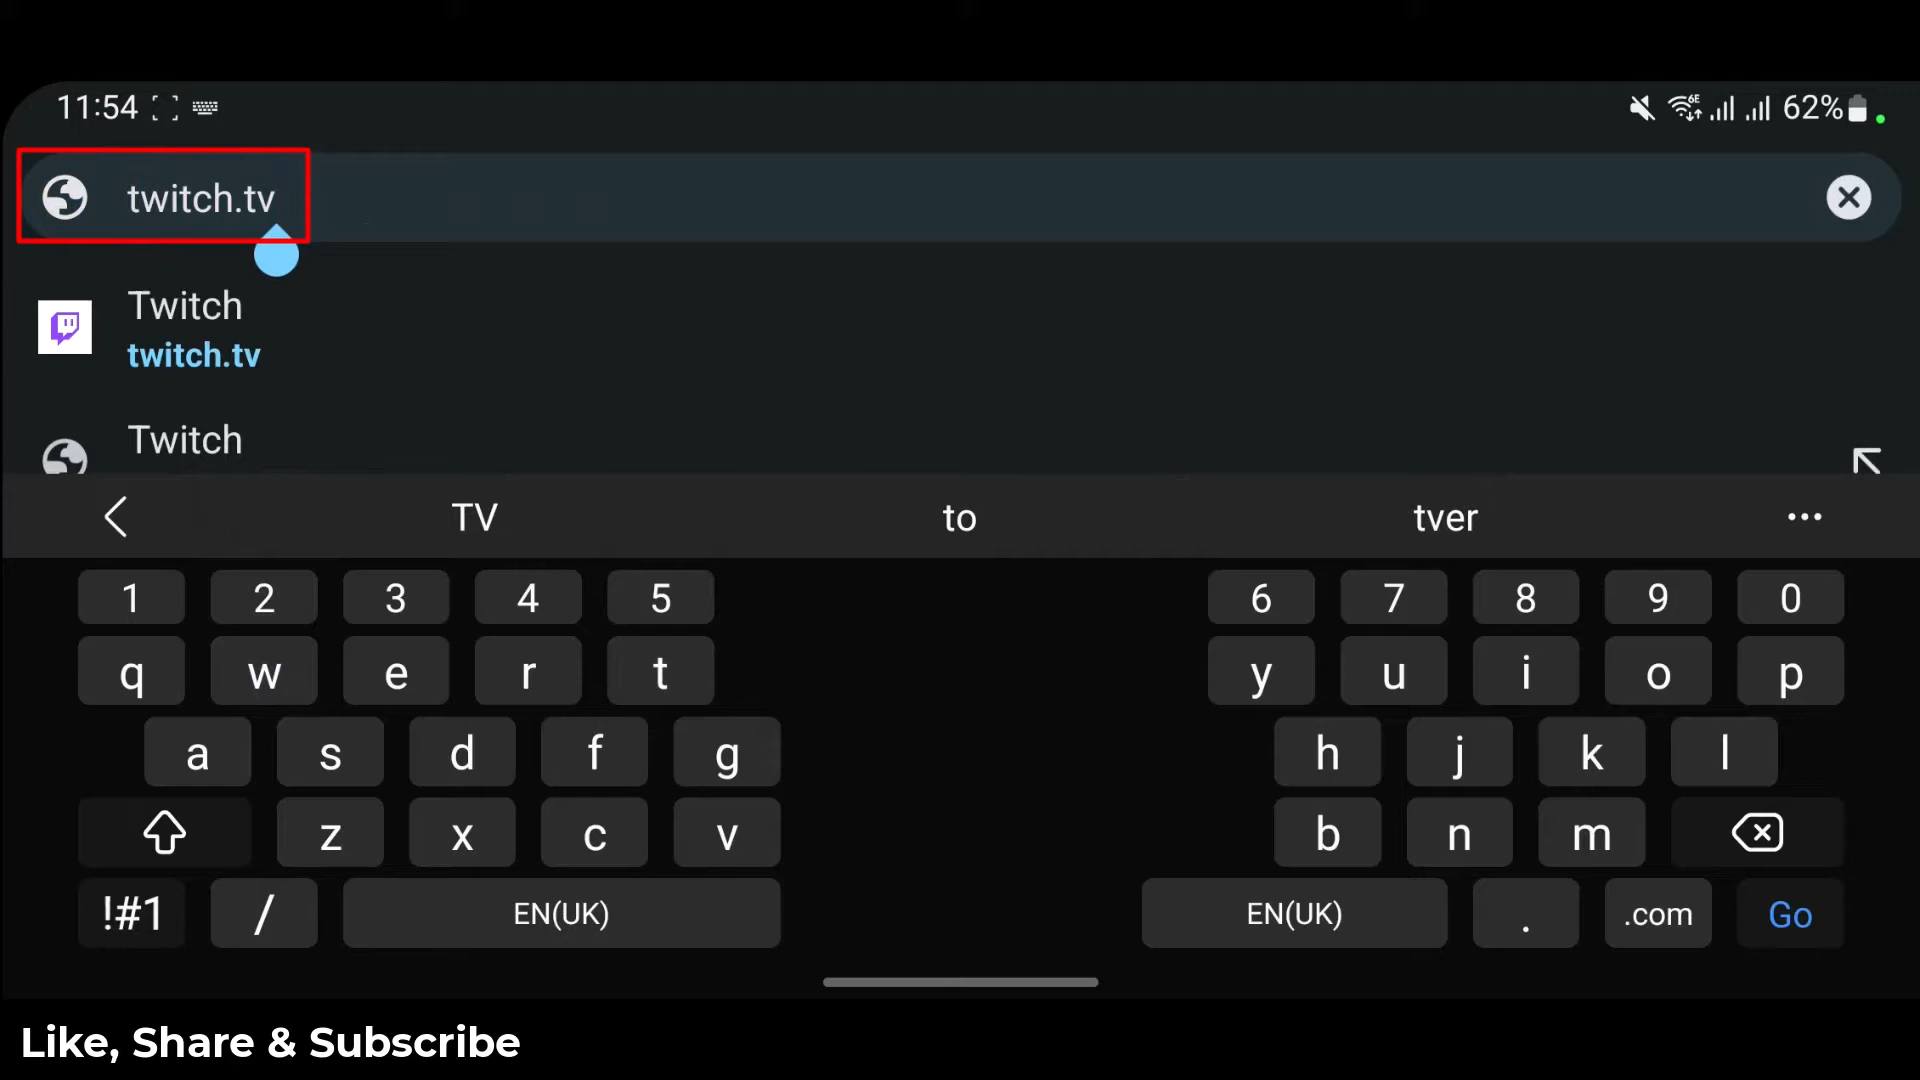 11:54
6E
62%
twitch.tv
Twitch
twitch.tv
Twitch
TV to tver ...
1 2 3 4 5 6 7 8 9 0
q w e r t y u i o p
a s d f g h j k l
z x c v b n m
!#1 / EN(UK) EN(UK) . .com Go
Like, Share & Subscribe